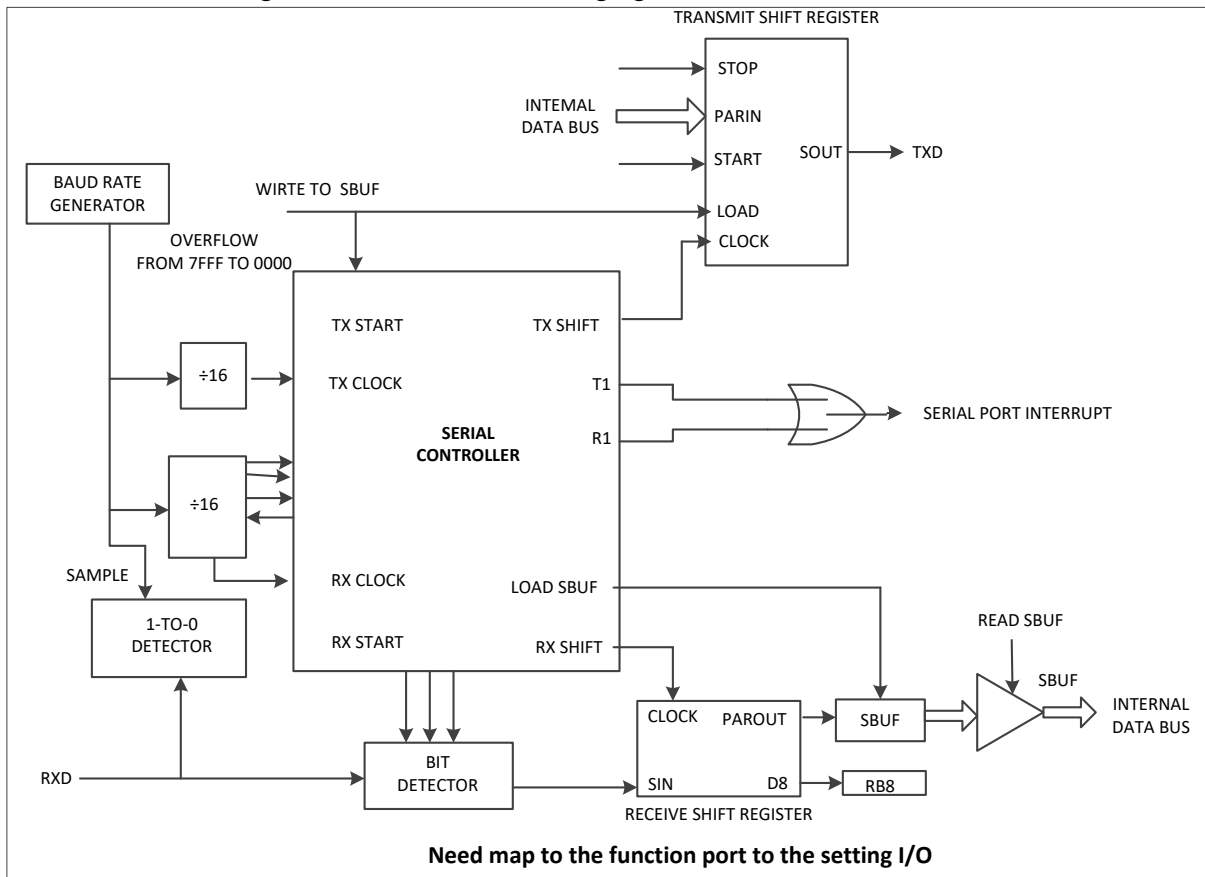 TRANSMIT SHIFT REGISTER
STOP
INTEMAL
DATA BUS
PARIN
START
SOUT
TXD
BAUD RATE
GENERATOR
WIRTE TO SBUF
LOAD
CLOCK
OVERFLOW
FROM 7FFF TO 0000
TX START
TX SHIFT
÷16
TX CLOCK
T1
SERIAL PORT INTERRUPT
SERIAL
CONTROLLER
R1
÷16
SAMPLE
RX CLOCK
LOAD SBUF
1-TO-0
DETECTOR
RX START
RX SHIFT
READ SBUF
SBUF
CLOCK
PAROUT
SBUF
INTERNAL
DATA BUS
RXD
BIT
DETECTOR
SIN
D8
RB8
RECEIVE SHIFT REGISTER
Need map to the function port to the setting I/O